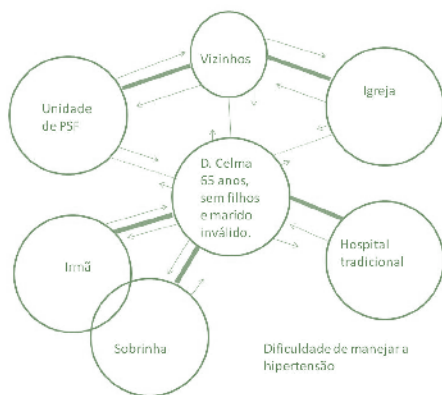 Vizinhos
Igreja
Unidade
de PSF
D. Celma
65 anos,
sem filhos
e marido
inválido.
Irmã
Hospital
tradicional
Sobrinha
Dificuldade de manejar a
hipertensão